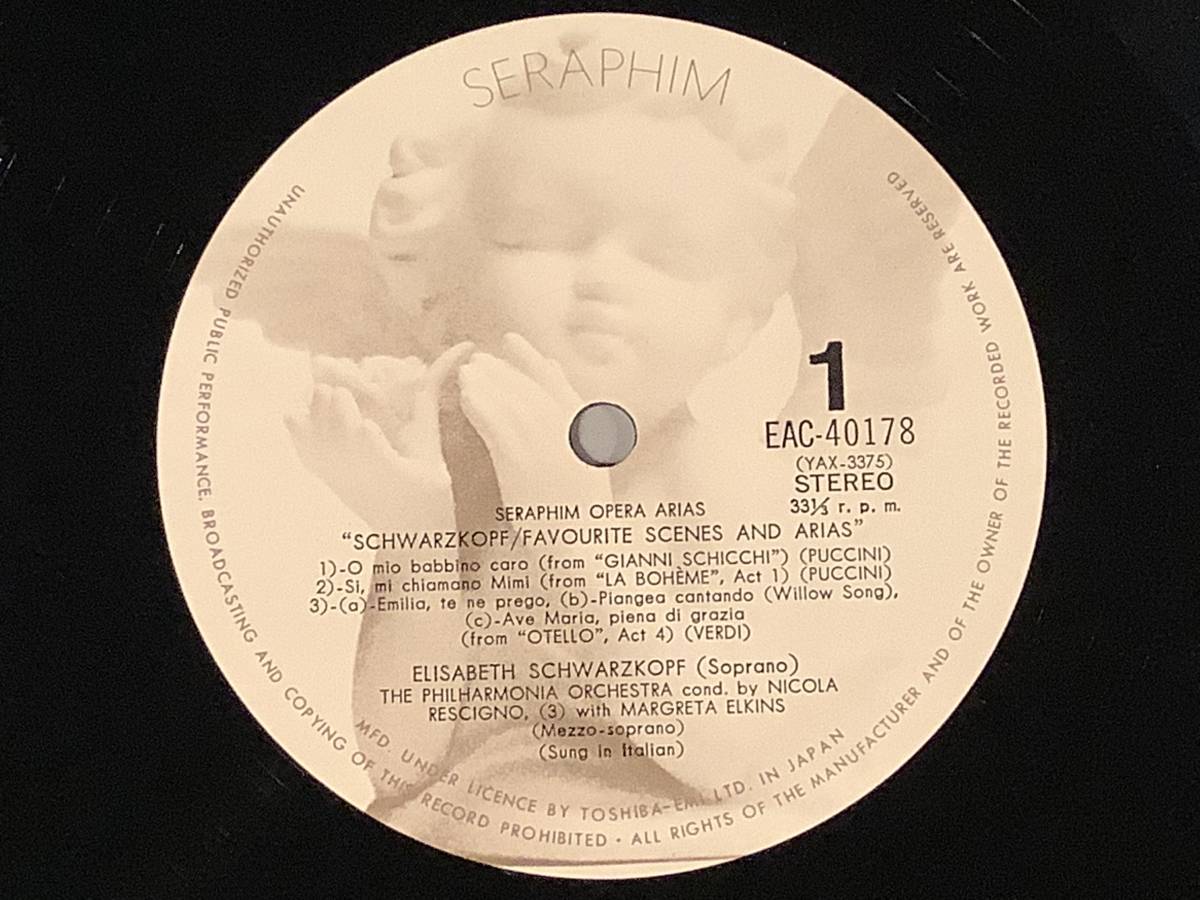 SERAPHIM
1
EAC-40178
(YAX-3375)
STEREO
33⅓ r. p. m.
SERAPHIM OPERA ARIAS
“SCHWARZKOPF/FAVOURITE SCENES AND ARIAS”
1)-O mio babbino caro (from “GIANNI SCHICCHI”) (PUCCINI)
2)-Si, mi chiamano Mimi (from “LA BOHÈME”, Act 1) (PUCCINI)
3)-(a)-Emilia, te ne prego, (b)-Piangea cantando (Willow Song),
(c)-Ave Maria, piena di grazia
(from “OTELLO”, Act 4) (VERDI)
ELISABETH SCHWARZKOPF (Soprano)
THE PHILHARMONIA ORCHESTRA cond. by NICOLA
RESCIGNO, (3) with MARGRETA ELKINS
(Mezzo-soprano)
(Sung in Italian)
MFD. UNDER LICENCE BY TOSHIBA-EMI LTD. IN JAPAN
UNAUTHORIZED PUBLIC PERFORMANCE, BROADCASTING AND COPYING OF THIS RECORD PROHIBITED · ALL RIGHTS OF THE MANUFACTURER AND OF THE OWNER OF THE RECORDED WORK ARE RESERVED